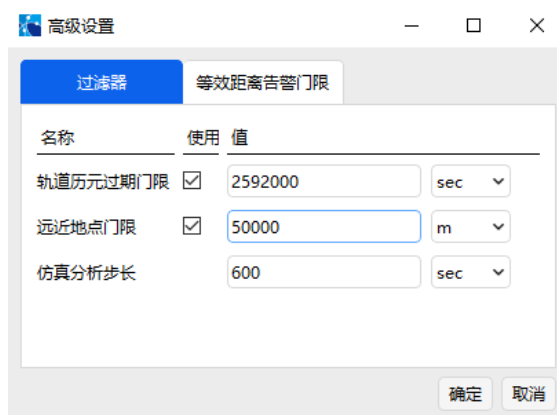 高级设置
过滤器 等效距离告警门限
名称 使用 值
轨道历元过期门限 2592000 sec
远近地点门限 50000 m
仿真分析步长 600 sec
确定 取消